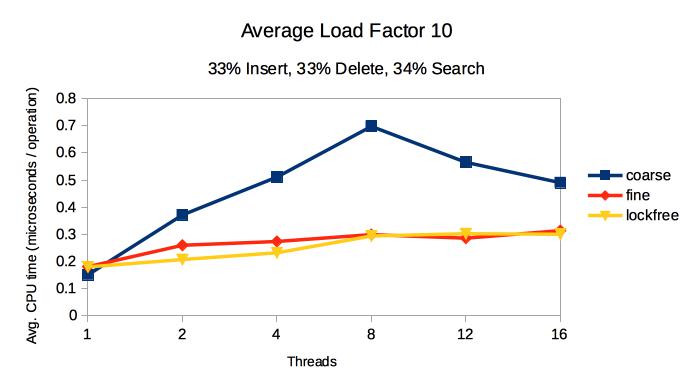 Average Load Factor 10
33% Insert, 33% Delete, 34% Search
Avg. CPU time (microseconds / operation)
0.8
0.7
0.6
0.5
0.4
0.3
0.2
0.1
0
1 2 4 8 12 16
Threads
coarse
fine
lockfree